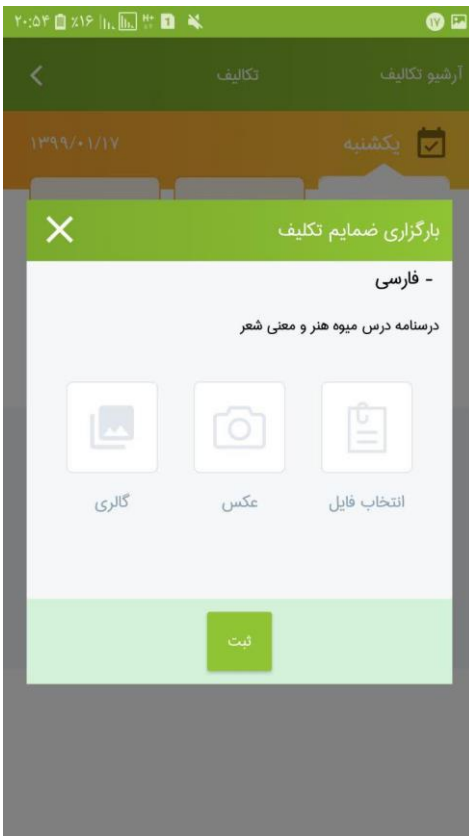 ۲۰:۵۴ ٪۱۶ H+ 1 ۱۷
آرشیو تکالیف تکالیف
یکشنبه ۱۳۹۹/۰۱/۱۷
بارگزاری ضمایم تکلیف
- فارسی
درسنامه درس میوه هنر و معنی شعر
انتخاب فایل عکس گالری
ثبت